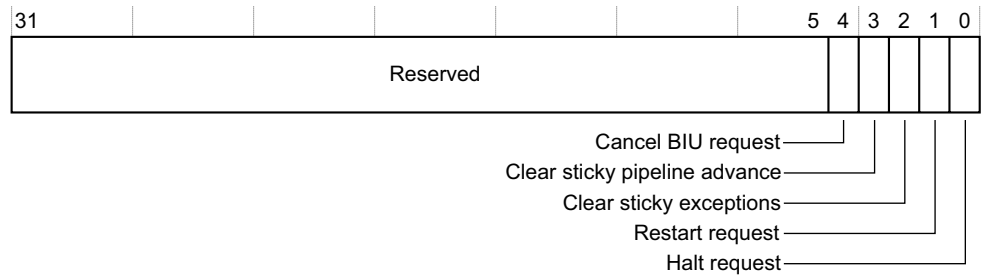 31 5 4 3 2 1 0
Reserved
Cancel BIU request
Clear sticky pipeline advance
Clear sticky exceptions
Restart request
Halt request